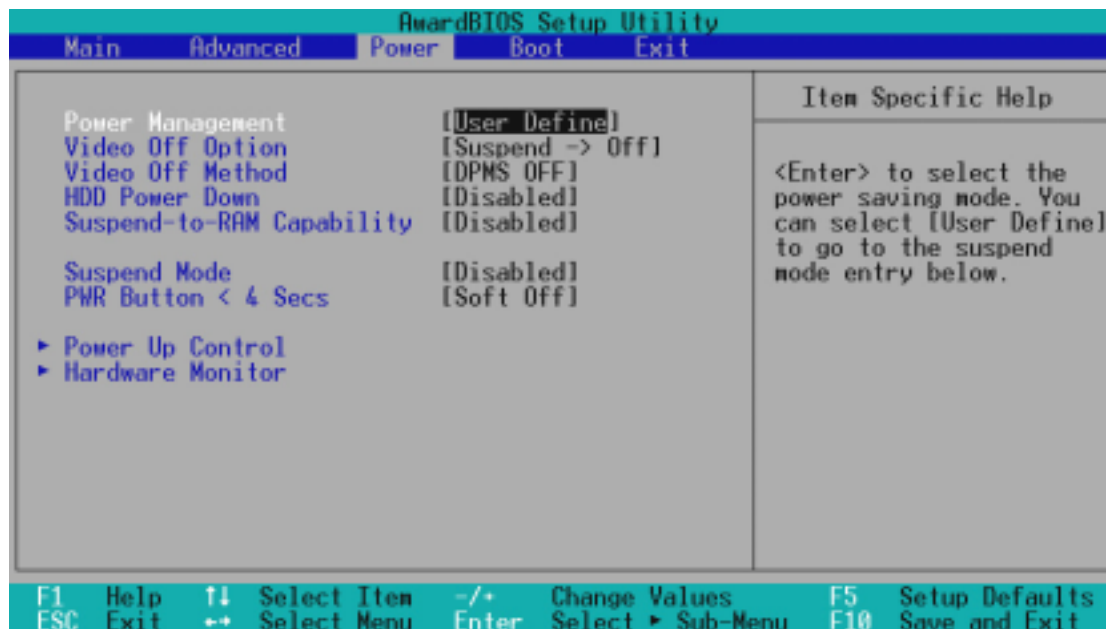 AwardBIOS Setup Utility
Main Advanced Power Boot Exit
Item Specific Help
Power Management [User Define]
Video Off Option [Suspend -> Off]
Video Off Method [DPMS OFF]
HDD Power Down [Disabled]
Suspend-to-RAM Capability [Disabled]
Suspend Mode [Disabled]
PWR Button < 4 Secs [Soft Off]
▶ Power Up Control
▶ Hardware Monitor
<Enter> to select the
power saving mode. You
can select [User Define]
to go to the suspend
mode entry below.
F1 Help ↑↓ Select Item -/+ Change Values F5 Setup Defaults
ESC Exit ←→ Select Menu Enter Select ▶ Sub-Menu F10 Save and Exit